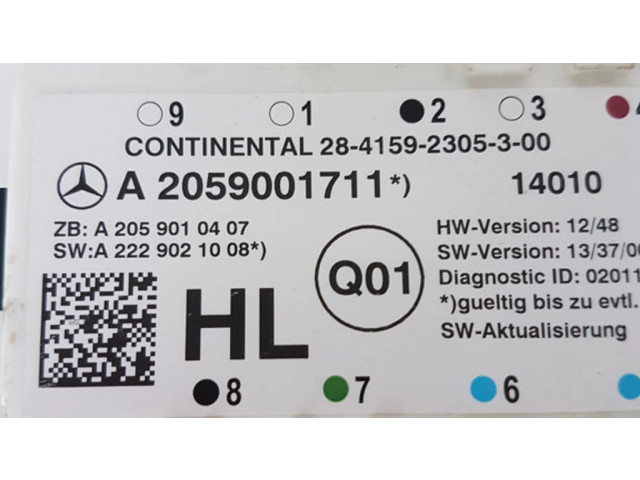 9 1 2 3 4
CONTINENTAL 28-4159-2305-3-00
A 2059001711*) 14010
ZB: A 205 901 04 07
SW:A 222 902 10 08*)
HW-Version: 12/48
SW-Version: 13/37/00
Diagnostic ID: 02011
*)gueltig bis zu evtl.
SW-Aktualisierung
Q01
HL
8 7 6